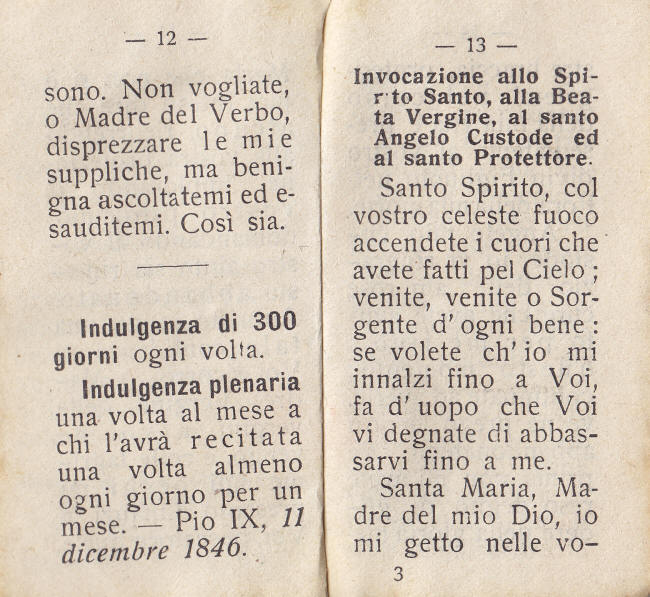 — 12 —
sono. Non vogliate,
o Madre del Verbo,
disprezzare le mie
suppliche, ma beni-
gna ascoltatemi ed e-
sauditemi. Così sia.
Indulgenza di 300
giorni ogni volta.
Indulgenza plenaria
una volta al mese a
chi l'avrà recitata
una volta almeno
ogni giorno per un
mese. — Pio IX, 11
dicembre 1846.
— 13 —
Invocazione allo Spi-
rito Santo, alla Bea-
ta Vergine, al santo
Angelo Custode ed
al santo Protettore.
Santo Spirito, col
vostro celeste fuoco
accendete i cuori che
avete fatti pel Cielo ;
venite, venite o Sor-
gente d' ogni bene :
se volete ch' io mi
innalzi fino a Voi,
fa d' uopo che Voi
vi degnate di abbas-
sarvi fino a me.
Santa Maria, Ma-
dre del mio Dio, io
mi getto nelle vo-
3